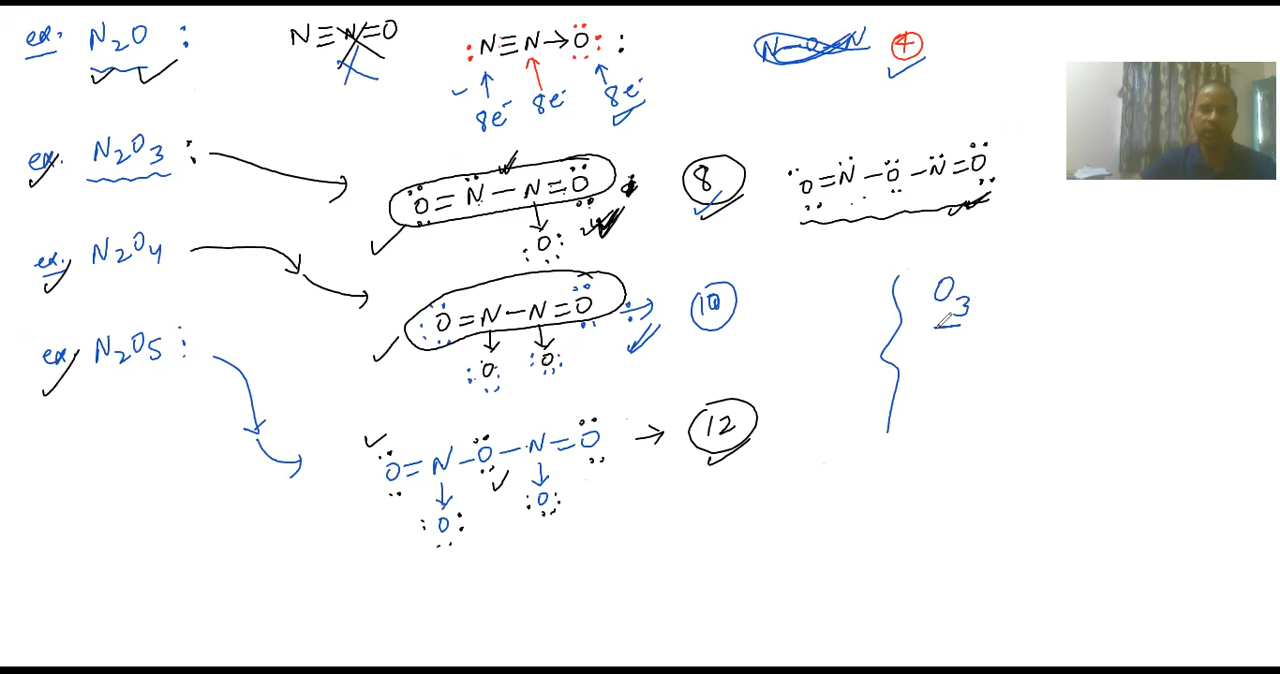 ex. N₂O : N≡N=O :N≡N→O: : N-O-N 4
8e⁻ 8e⁻ 8e⁻
ex. N₂O₃ : O=N-N=O 8 O=N-O-N=O
↓
O
ex. N₂O₄ O=N-N=O → 10 O₃
↓ ↓
O O
ex. N₂O₅ :
O=N-O-N=O → 12
↓ ↓
O O